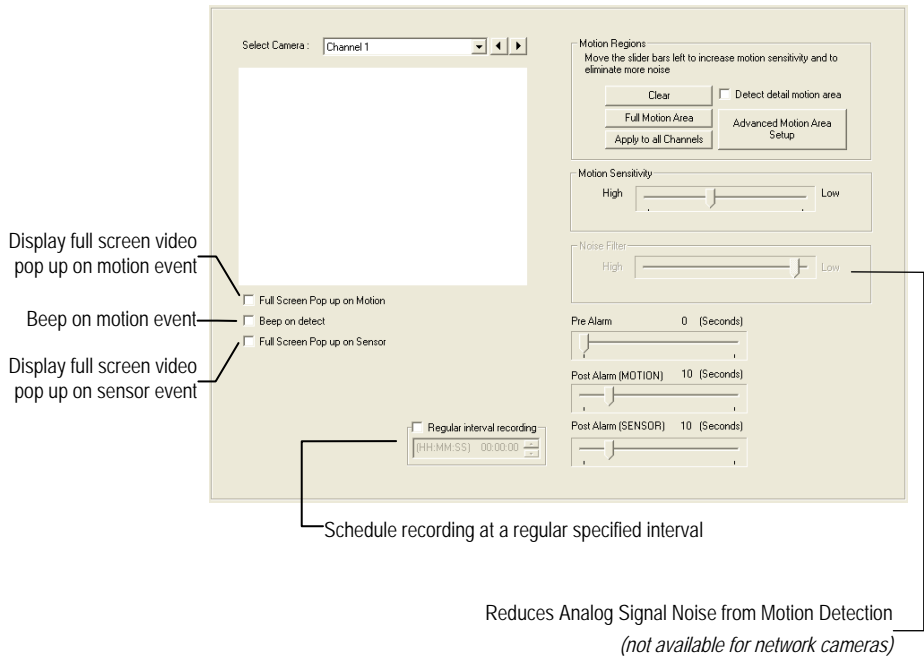 Select Camera :
Channel 1
Motion Regions
Move the slider bars left to increase motion sensitivity and to
eliminate more noise
Clear
Detect detail motion area
Full Motion Area
Advanced Motion Area
Setup
Apply to all Channels
Motion Sensitivity
High
Low
Noise Filter
High
Low
Display full screen video
pop up on motion event
Full Screen Pop up on Motion
Beep on motion event
Beep on detect
Display full screen video
pop up on sensor event
Full Screen Pop up on Sensor
Pre Alarm 0 (Seconds)
Post Alarm (MOTION) 10 (Seconds)
Post Alarm (SENSOR) 10 (Seconds)
Regular interval recording
(HH:MM:SS) 00:00:00
Schedule recording at a regular specified interval
Reduces Analog Signal Noise from Motion Detection
(not available for network cameras)